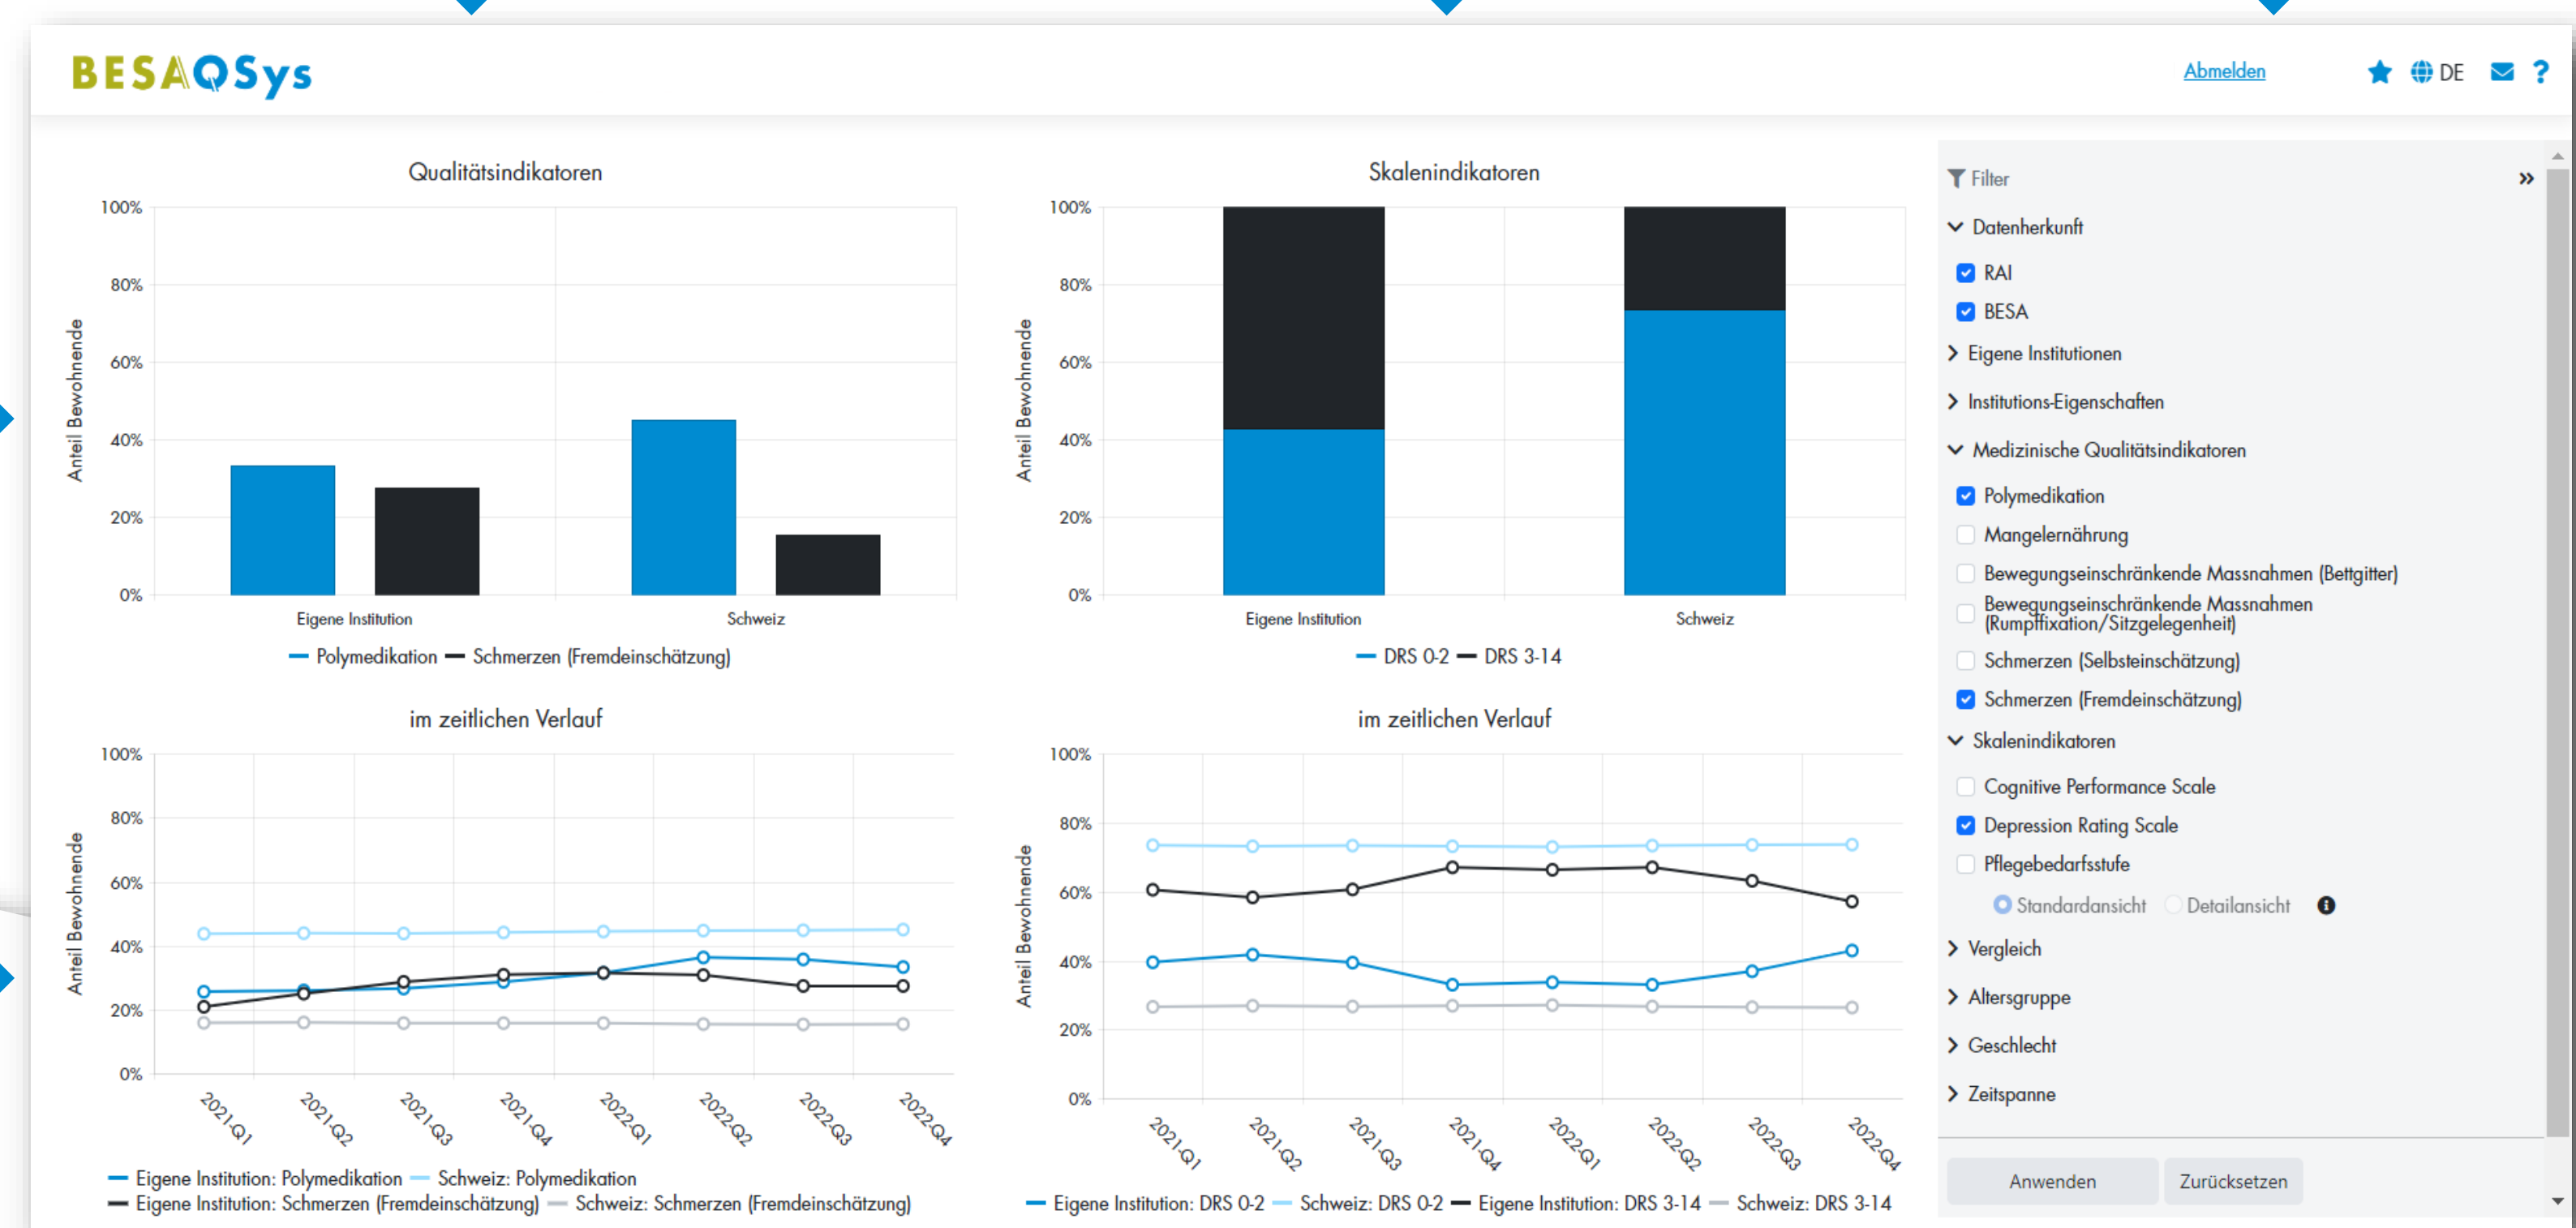 BESAQSys
Abmelden
DE
?
Qualitätsindikatoren
100%
80%
60%
40%
20%
0%
Anteil Bewohnende
Eigene Institution
Schweiz
Polymedikation
Schmerzen (Fremdeinschätzung)
Skalenindikatoren
100%
80%
60%
40%
20%
0%
Anteil Bewohnende
Eigene Institution
Schweiz
DRS 0-2
DRS 3-14
im zeitlichen Verlauf
100%
80%
60%
40%
20%
0%
Anteil Bewohnende
2021-Q1
2021-Q2
2021-Q3
2021-Q4
2022-Q1
2022-Q2
2022-Q3
2022-Q4
Eigene Institution: Polymedikation
Schweiz: Polymedikation
Eigene Institution: Schmerzen (Fremdeinschätzung)
Schweiz: Schmerzen (Fremdeinschätzung)
im zeitlichen Verlauf
100%
80%
60%
40%
20%
0%
Anteil Bewohnende
2021-Q1
2021-Q2
2021-Q3
2021-Q4
2022-Q1
2022-Q2
2022-Q3
2022-Q4
Eigene Institution: DRS 0-2
Schweiz: DRS 0-2
Eigene Institution: DRS 3-14
Schweiz: DRS 3-14
Filter
Datenherkunft
RAI
BESA
Eigene Institutionen
Institutions-Eigenschaften
Medizinische Qualitätsindikatoren
Polymedikation
Mangelernährung
Bewegungseinschränkende Massnahmen (Bettgitter)
Bewegungseinschränkende Massnahmen
(Rumpffixation/Sitzgelegenheit)
Schmerzen (Selbsteinschätzung)
Schmerzen (Fremdeinschätzung)
Skalenindikatoren
Cognitive Performance Scale
Depression Rating Scale
Pflegebedarfsstufe
Standardansicht
Detailansicht
Vergleich
Altersgruppe
Geschlecht
Zeitspanne
Anwenden
Zurücksetzen